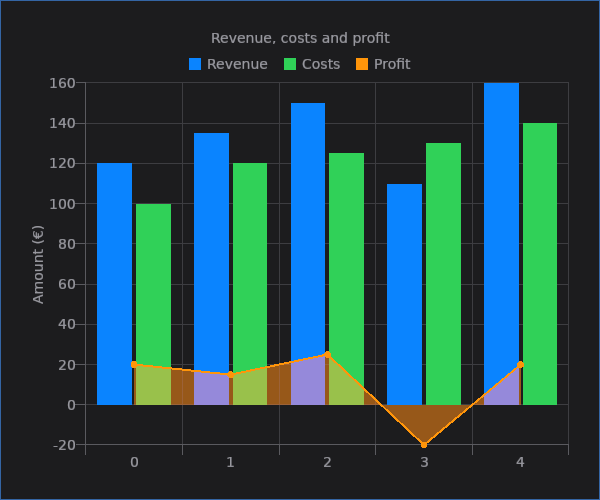 Revenue, costs and profit
Revenue Costs Profit
160
140
120
100
80
60
40
20
0
-20
Amount (€)
0 1 2 3 4